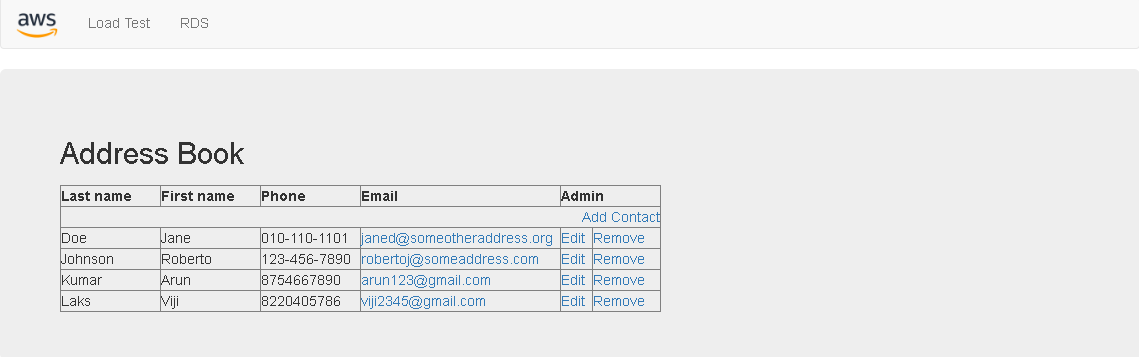 aws Load Test RDS
Address Book
Last name First name Phone Email Admin
Add Contact
Doe Jane 010-110-1101 janed@someotheraddress.org Edit Remove
Johnson Roberto 123-456-7890 robertoj@someaddress.com Edit Remove
Kumar Arun 8754667890 arun123@gmail.com Edit Remove
Laks Viji 8220405786 viji2345@gmail.com Edit Remove